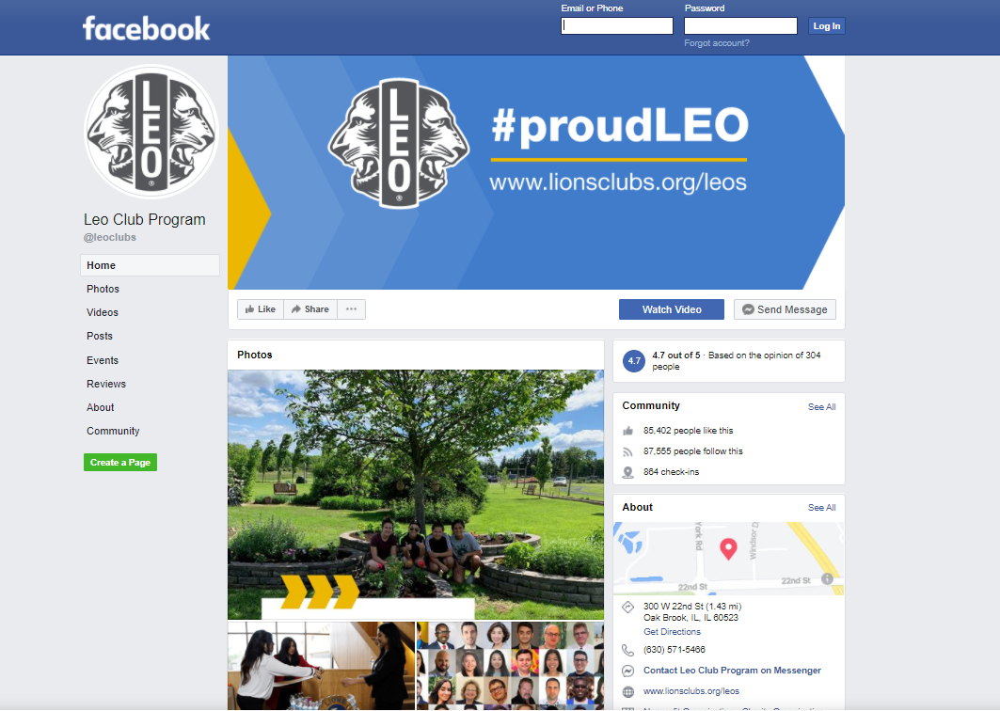 facebook
Email or Phone
Password
Log In
Forgot account?
LEO
®
LEO
®
#proudLEO
www.lionsclubs.org/leos
Leo Club Program
@leoclubs
Home
Photos
Videos
Posts
Events
Reviews
About
Community
Create a Page
Like
Share
Watch Video
Send Message
Photos
4.7
4.7 out of 5 · Based on the opinion of 304
people
Community
See All
85,402 people like this
87,555 people follow this
864 check-ins
About
See All
York Rd
Windsor D
22nd St
22nd St
300 W 22nd St (1.43 mi)
Oak Brook, IL, IL 60523
Get Directions
(630) 571-5466
Contact Leo Club Program on Messenger
www.lionsclubs.org/leos